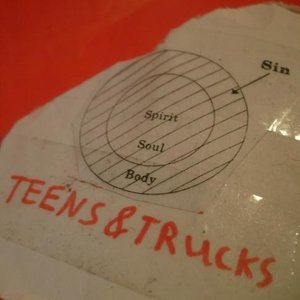 Sin
Spirit
Soul
Body
TEENS & TRUCKS